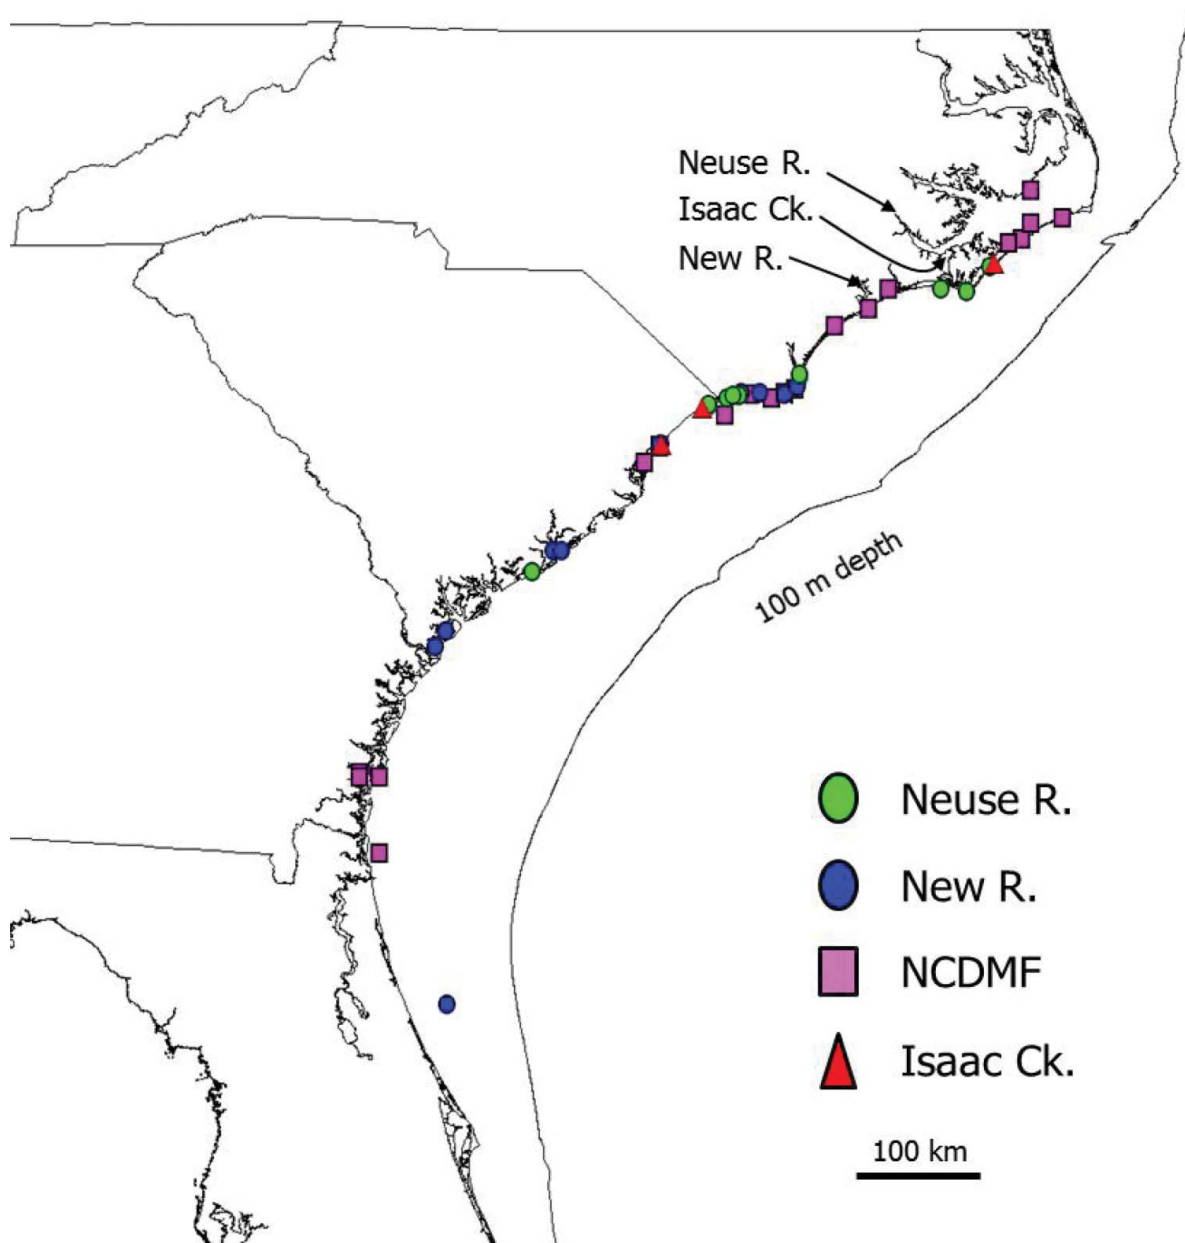 Neuse R.
Isaac Ck.
New R.
100 m depth
Neuse R.
New R.
NCDMF
Isaac Ck.
100 km